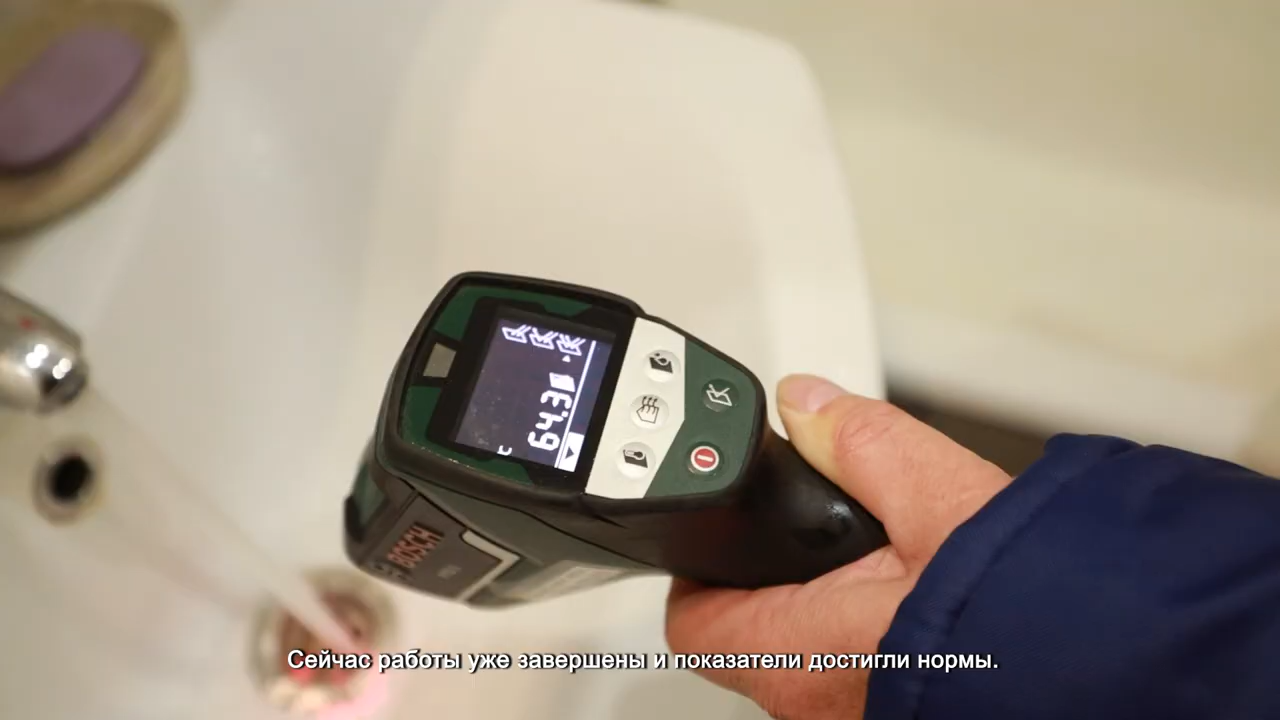 64.3
°C
BOSCH
Сейчас работы уже завершены и показатели достигли нормы.